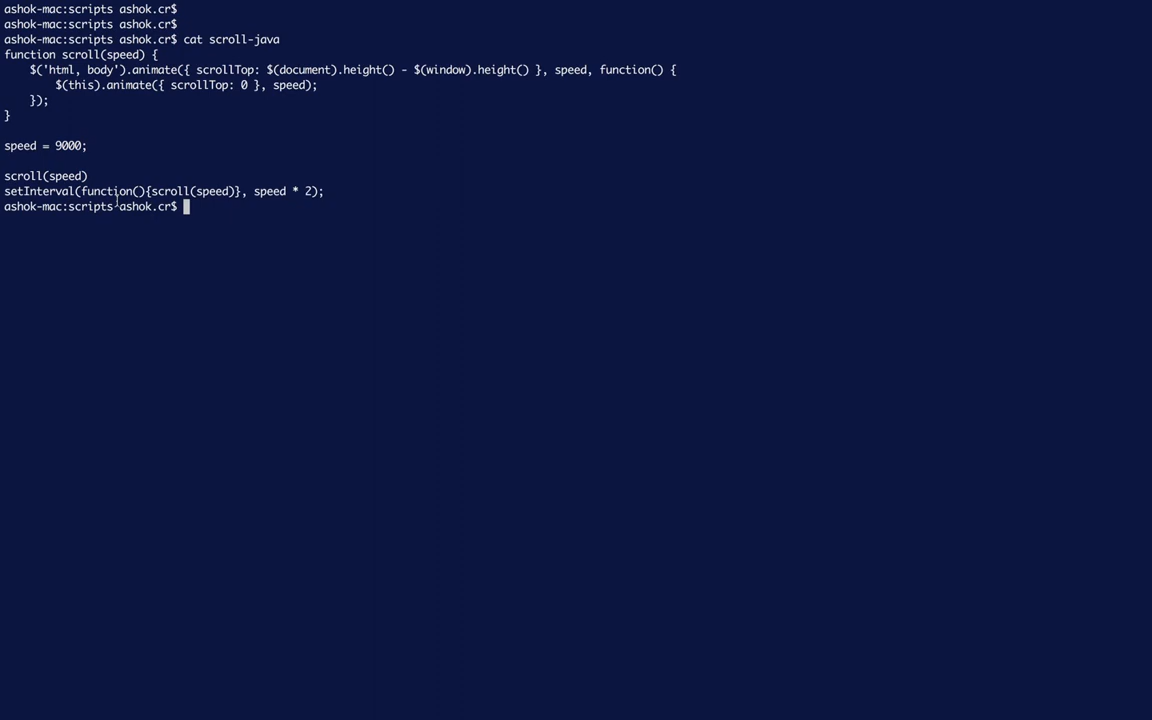 ashok-mac:scripts ashok.cr$
ashok-mac:scripts ashok.cr$
ashok-mac:scripts ashok.cr$ cat scroll-java
function scroll(speed) {
    $('html, body').animate({ scrollTop: $(document).height() - $(window).height() }, speed, function() {
        $(this).animate({ scrollTop: 0 }, speed);
    });
}

speed = 9000;

scroll(speed)
setInterval(function(){scroll(speed)}, speed * 2);
ashok-mac:scripts ashok.cr$